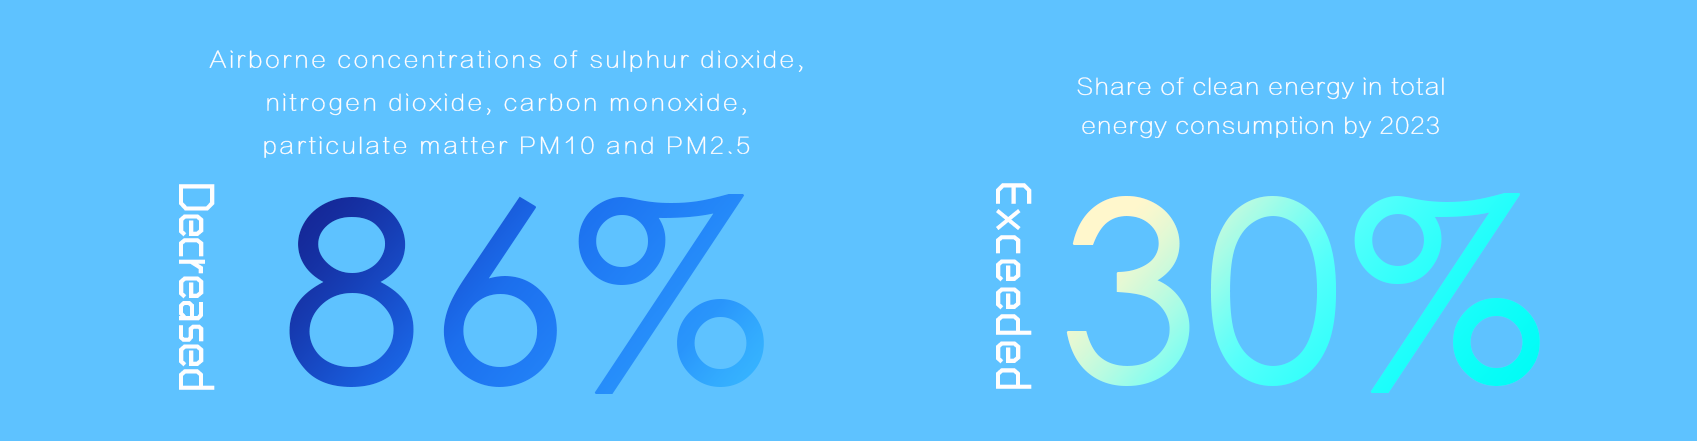 Airborne concentrations of sulphur dioxide,
nitrogen dioxide, carbon monoxide,
particulate matter PM10 and PM2.5
Decreased
86%
Share of clean energy in total
energy consumption by 2023
Exceeded
30%